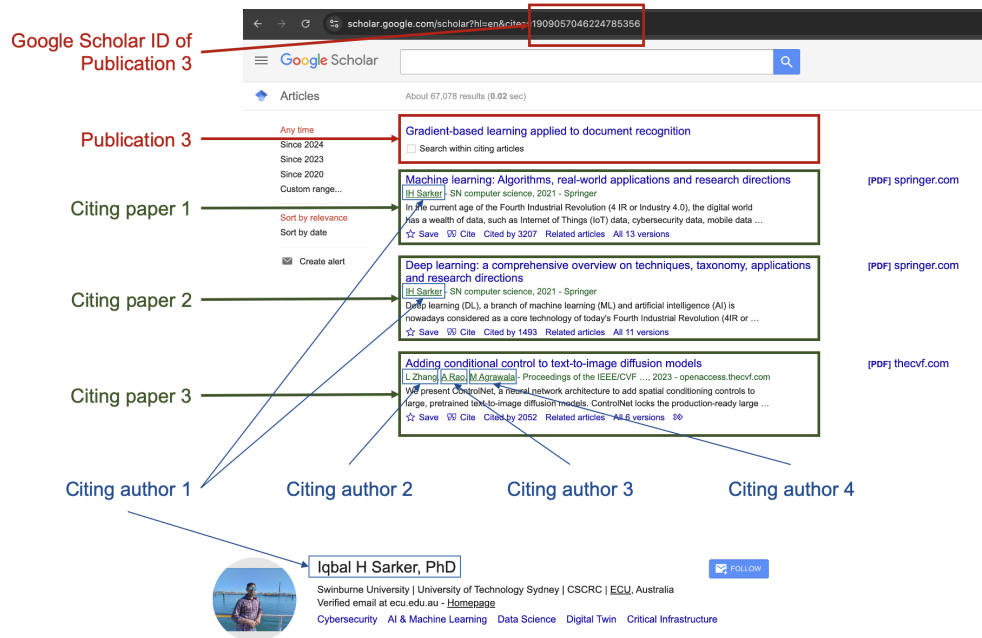 scholar.google.com/scholar?hl=en&cites=1909057046224785356
Google Scholar ID of
Publication 3
Google Scholar
Articles
About 67,078 results (0.02 sec)
Any time
Since 2024
Since 2023
Since 2020
Custom range...
Sort by relevance
Sort by date
Create alert
Publication 3
Gradient-based learning applied to document recognition
Search within citing articles
Citing paper 1
Machine learning: Algorithms, real-world applications and research directions
[PDF] springer.com
IH Sarker - SN computer science, 2021 - Springer
In the current age of the Fourth Industrial Revolution (4 IR or Industry 4.0), the digital world
has a wealth of data, such as Internet of Things (IoT) data, cybersecurity data, mobile data …
Save Cite Cited by 3207 Related articles All 13 versions
Citing paper 2
Deep learning: a comprehensive overview on techniques, taxonomy, applications
and research directions
[PDF] springer.com
IH Sarker - SN computer science, 2021 - Springer
Deep learning (DL), a branch of machine learning (ML) and artificial intelligence (AI) is
nowadays considered as a core technology of today's Fourth Industrial Revolution (4IR or …
Save Cite Cited by 1493 Related articles All 11 versions
Citing paper 3
Adding conditional control to text-to-image diffusion models
[PDF] thecvf.com
L Zhang, A Rao, M Agrawala - Proceedings of the IEEE/CVF …, 2023 - openaccess.thecvf.com
We present ControlNet, a neural network architecture to add spatial conditioning controls to
large, pretrained text-to-image diffusion models. ControlNet locks the production-ready large …
Save Cite Cited by 2052 Related articles All 6 versions
Citing author 1
Citing author 2
Citing author 3
Citing author 4
Iqbal H Sarker, PhD
FOLLOW
Swinburne University | University of Technology Sydney | CSCRC | ECU, Australia
Verified email at ecu.edu.au - Homepage
Cybersecurity AI & Machine Learning Data Science Digital Twin Critical Infrastructure